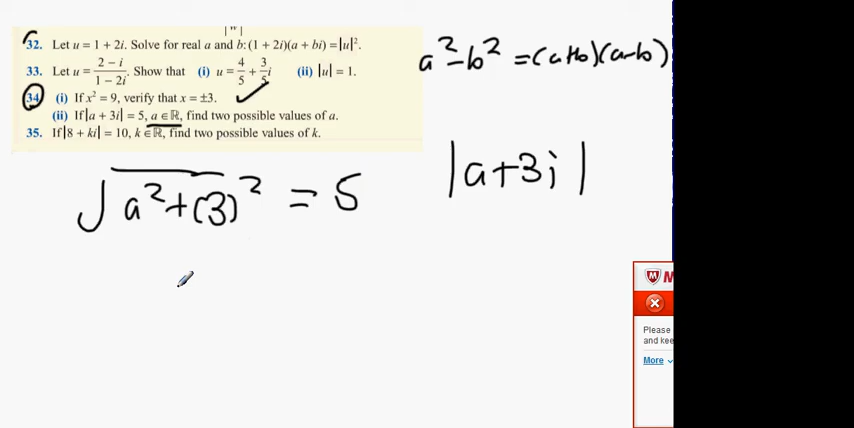 |"|
32. Let u = 1 + 2i. Solve for real a and b: (1 + 2i)(a + bi) = |u|².
33. Let u = (2 − i)/(1 − 2i). Show that (i) u = 4/5 + 3/5 i (ii) |u| = 1.
34. (i) If x² = 9, verify that x = ±3.
(ii) If |a + 3i| = 5, a ∈ ℝ, find two possible values of a.
35. If |8 + ki| = 10, k ∈ ℝ, find two possible values of k.
a² − b² = (a+b)(a−b)
|a+3i|
√a² + (3)² = 5
M
Please
and kee
More